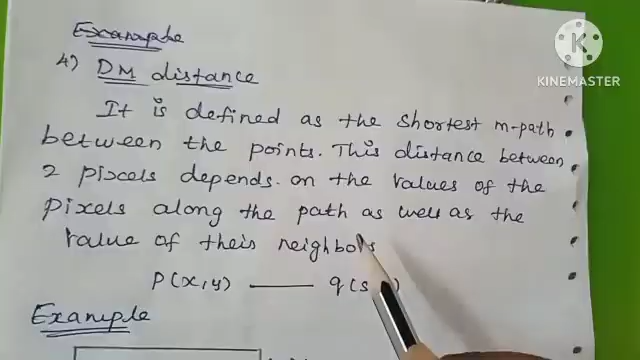 Example
KINEMASTER
4) DM distance
It is defined as the shortest m-path
between the points. This distance between
2 pixels depends on the values of the
pixels along the path as well as the
value of their neighbors
P(x,y) —— q(s
Example